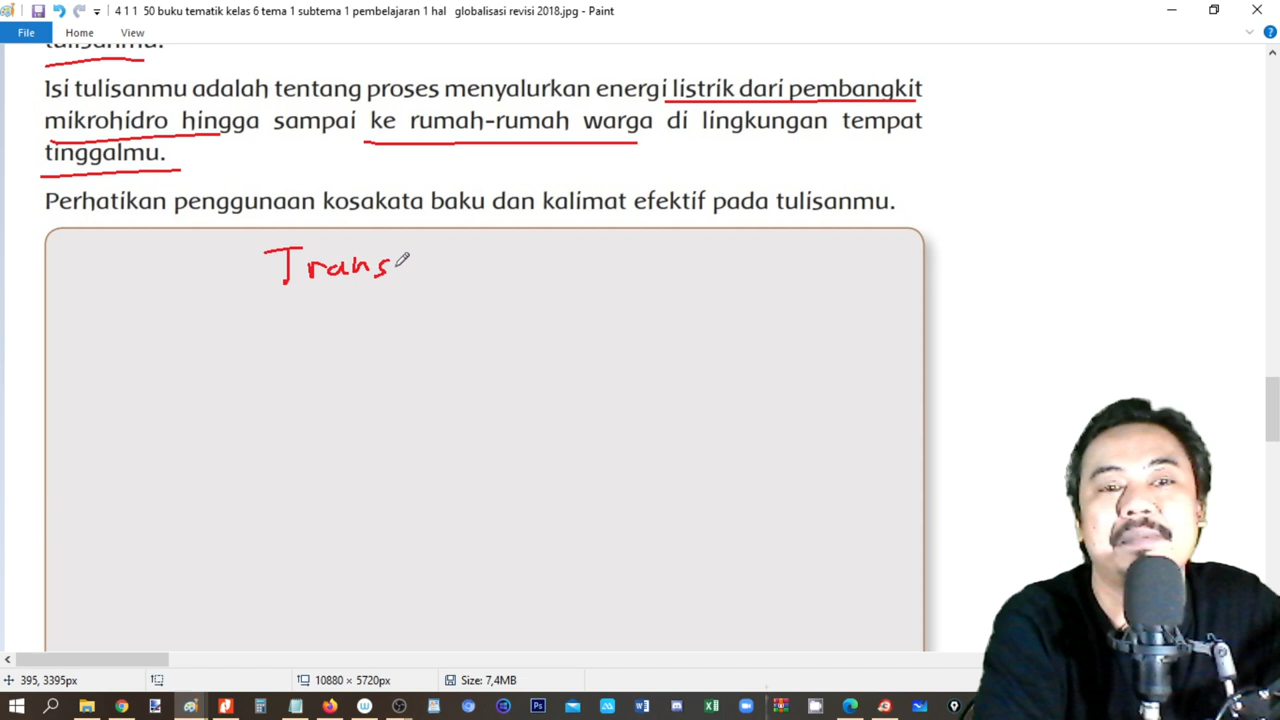 4 1 1 50 buku tematik kelas 6 tema 1 subtema 1 pembelajaran 1 hal globalisasi revisi 2018.jpg - Paint
File Home View
tulisanmu.
Isi tulisanmu adalah tentang proses menyalurkan energi listrik dari pembangkit
mikrohidro hingga sampai ke rumah-rumah warga di lingkungan tempat
tinggalmu.
Perhatikan penggunaan kosakata baku dan kalimat efektif pada tulisanmu.
Trans
395, 3395px 10880 × 5720px Size: 7,4MB